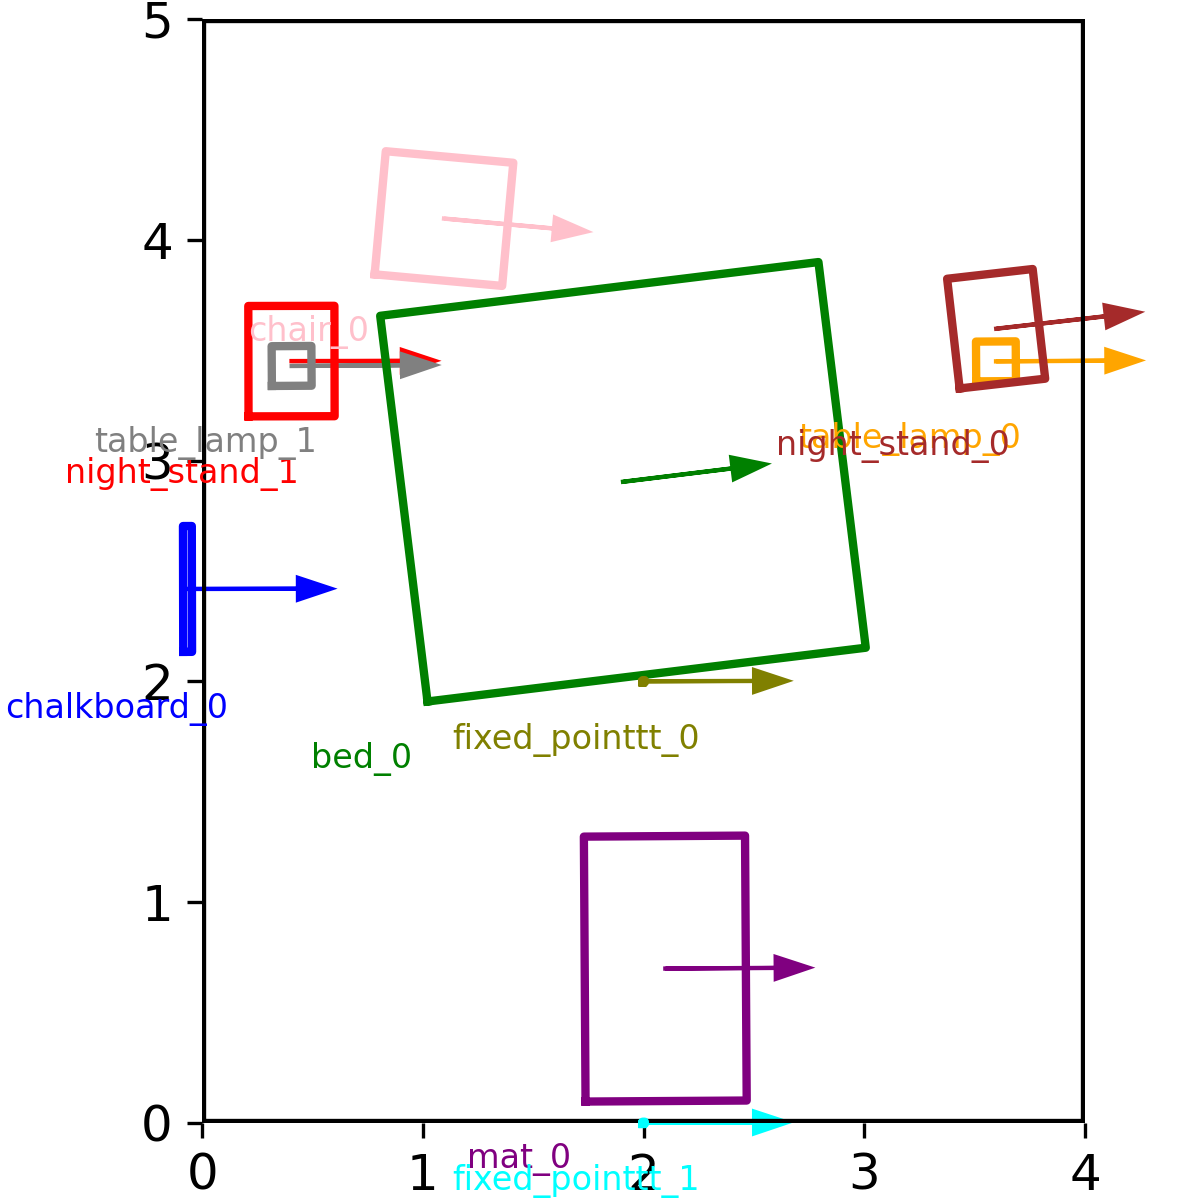 5
4
chair_0
table_lamp_0
night_stand_0
table_lamp_1
3
night_stand_1
2
chalkboard_0
fixed_pointtt_0
bed_0
1
0
mat_0
0 1 2 3 4
fixed_pointtt_1